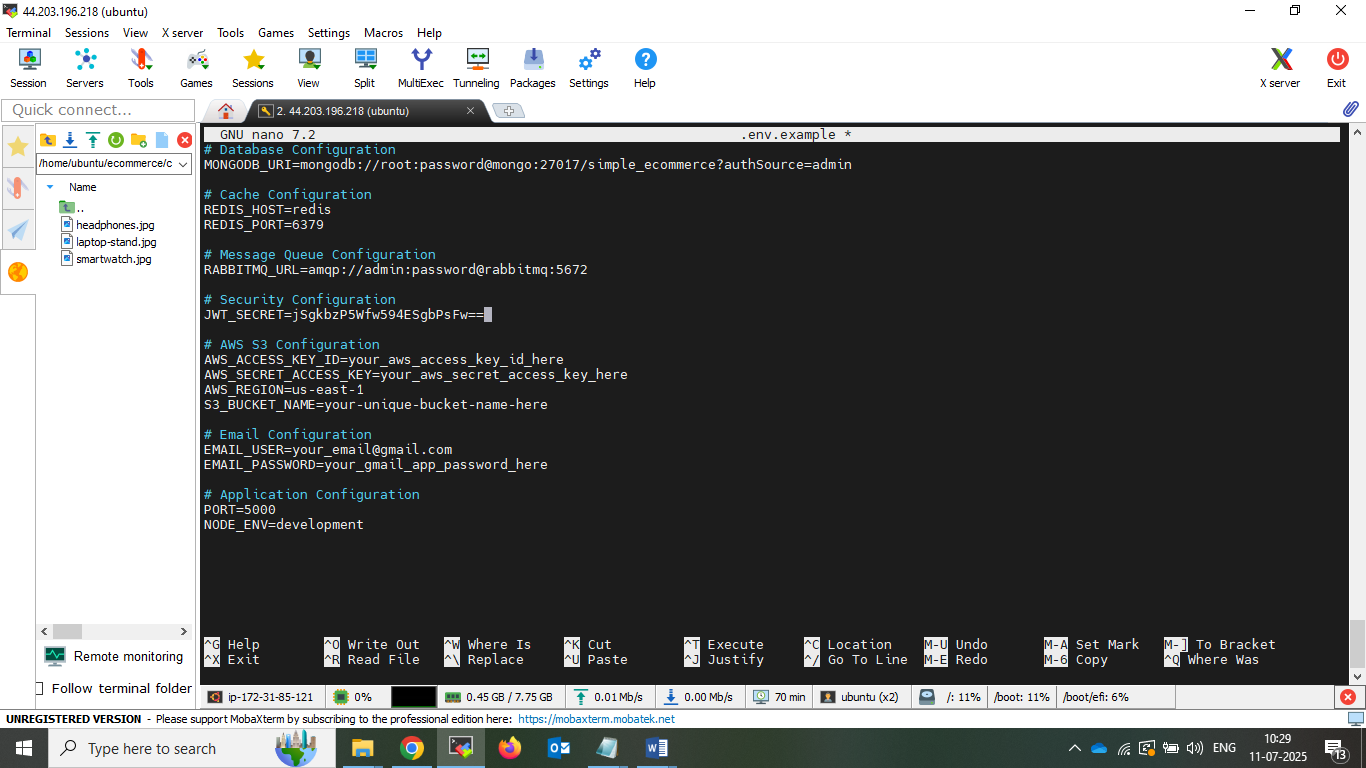 44.203.196.218 (ubuntu)
Terminal Sessions View X server Tools Games Settings Macros Help
Session Servers Tools Games Sessions View Split MultiExec Tunneling Packages Settings Help X server Exit
Quick connect...
2. 44.203.196.218 (ubuntu)
/home/ubuntu/ecommerce/c
Name
..
headphones.jpg
laptop-stand.jpg
smartwatch.jpg
Remote monitoring
Follow terminal folder
GNU nano 7.2 .env.example *
# Database Configuration
MONGODB_URI=mongodb://root:password@mongo:27017/simple_ecommerce?authSource=admin
# Cache Configuration
REDIS_HOST=redis
REDIS_PORT=6379
# Message Queue Configuration
RABBITMQ_URL=amqp://admin:password@rabbitmq:5672
# Security Configuration
JWT_SECRET=jSgkbzP5Wfw594ESgbPsFw==
# AWS S3 Configuration
AWS_ACCESS_KEY_ID=your_aws_access_key_id_here
AWS_SECRET_ACCESS_KEY=your_aws_secret_access_key_here
AWS_REGION=us-east-1
S3_BUCKET_NAME=your-unique-bucket-name-here
# Email Configuration
EMAIL_USER=your_email@gmail.com
EMAIL_PASSWORD=your_gmail_app_password_here
# Application Configuration
PORT=5000
NODE_ENV=development
^G Help ^O Write Out ^W Where Is ^K Cut ^T Execute ^C Location M-U Undo M-A Set Mark M-] To Bracket
^X Exit ^R Read File ^\ Replace ^U Paste ^J Justify ^/ Go To Line M-E Redo M-6 Copy ^Q Where Was
ip-172-31-85-121 0% 0.45 GB / 7.75 GB 0.01 Mb/s 0.00 Mb/s 70 min ubuntu (x2) /: 11% /boot: 11% /boot/efi: 6%
UNREGISTERED VERSION - Please support MobaXterm by subscribing to the professional edition here: https://mobaxterm.mobatek.net
Type here to search
ENG
10:29
11-07-2025
13